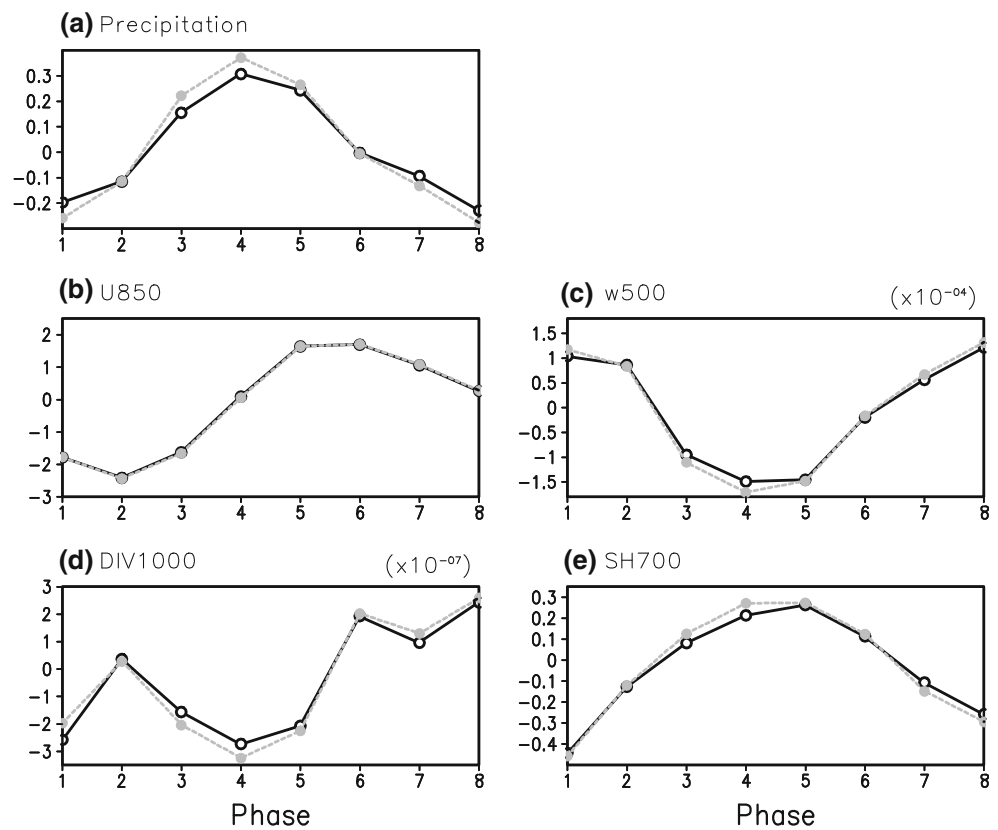 (a) Precipitation
0.3
0.2
0.1
0
-0.1
-0.2
1 2 3 4 5 6 7 8
(b) U850
2
1
0
-1
-2
-3
1 2 3 4 5 6 7 8
(c) w500 (x10⁻⁰⁴)
1.5
1
0.5
0
-0.5
-1
-1.5
1 2 3 4 5 6 7 8
(d) DIV1000 (x10⁻⁰⁷)
3
2
1
0
-1
-2
-3
1 2 3 4 5 6 7 8
Phase
(e) SH700
0.3
0.2
0.1
0
-0.1
-0.2
-0.3
-0.4
1 2 3 4 5 6 7 8
Phase